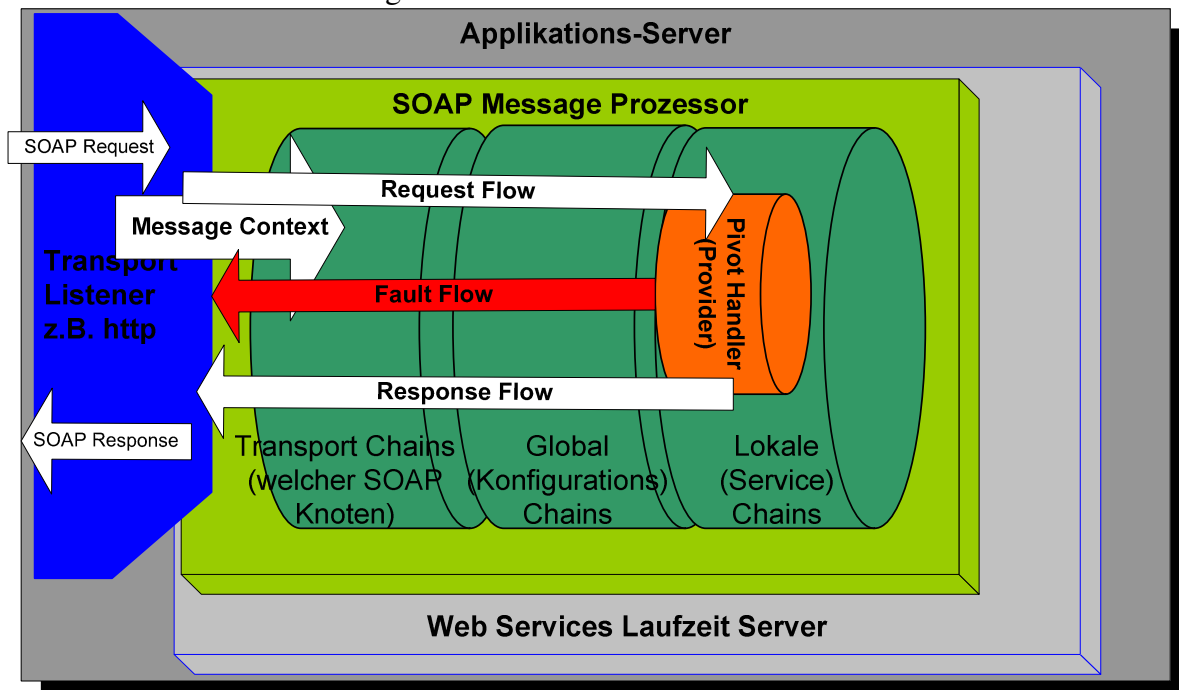 Applikations-Server
SOAP Message Prozessor
SOAP Request
Request Flow
Message Context
Transport
Listener
z.B. http
Fault Flow
Pivot Handler
(Provider)
Response Flow
SOAP Response
Transport Chains
(welcher SOAP
Knoten)
Global
(Konfigurations)
Chains
Lokale
(Service)
Chains
Web Services Laufzeit Server